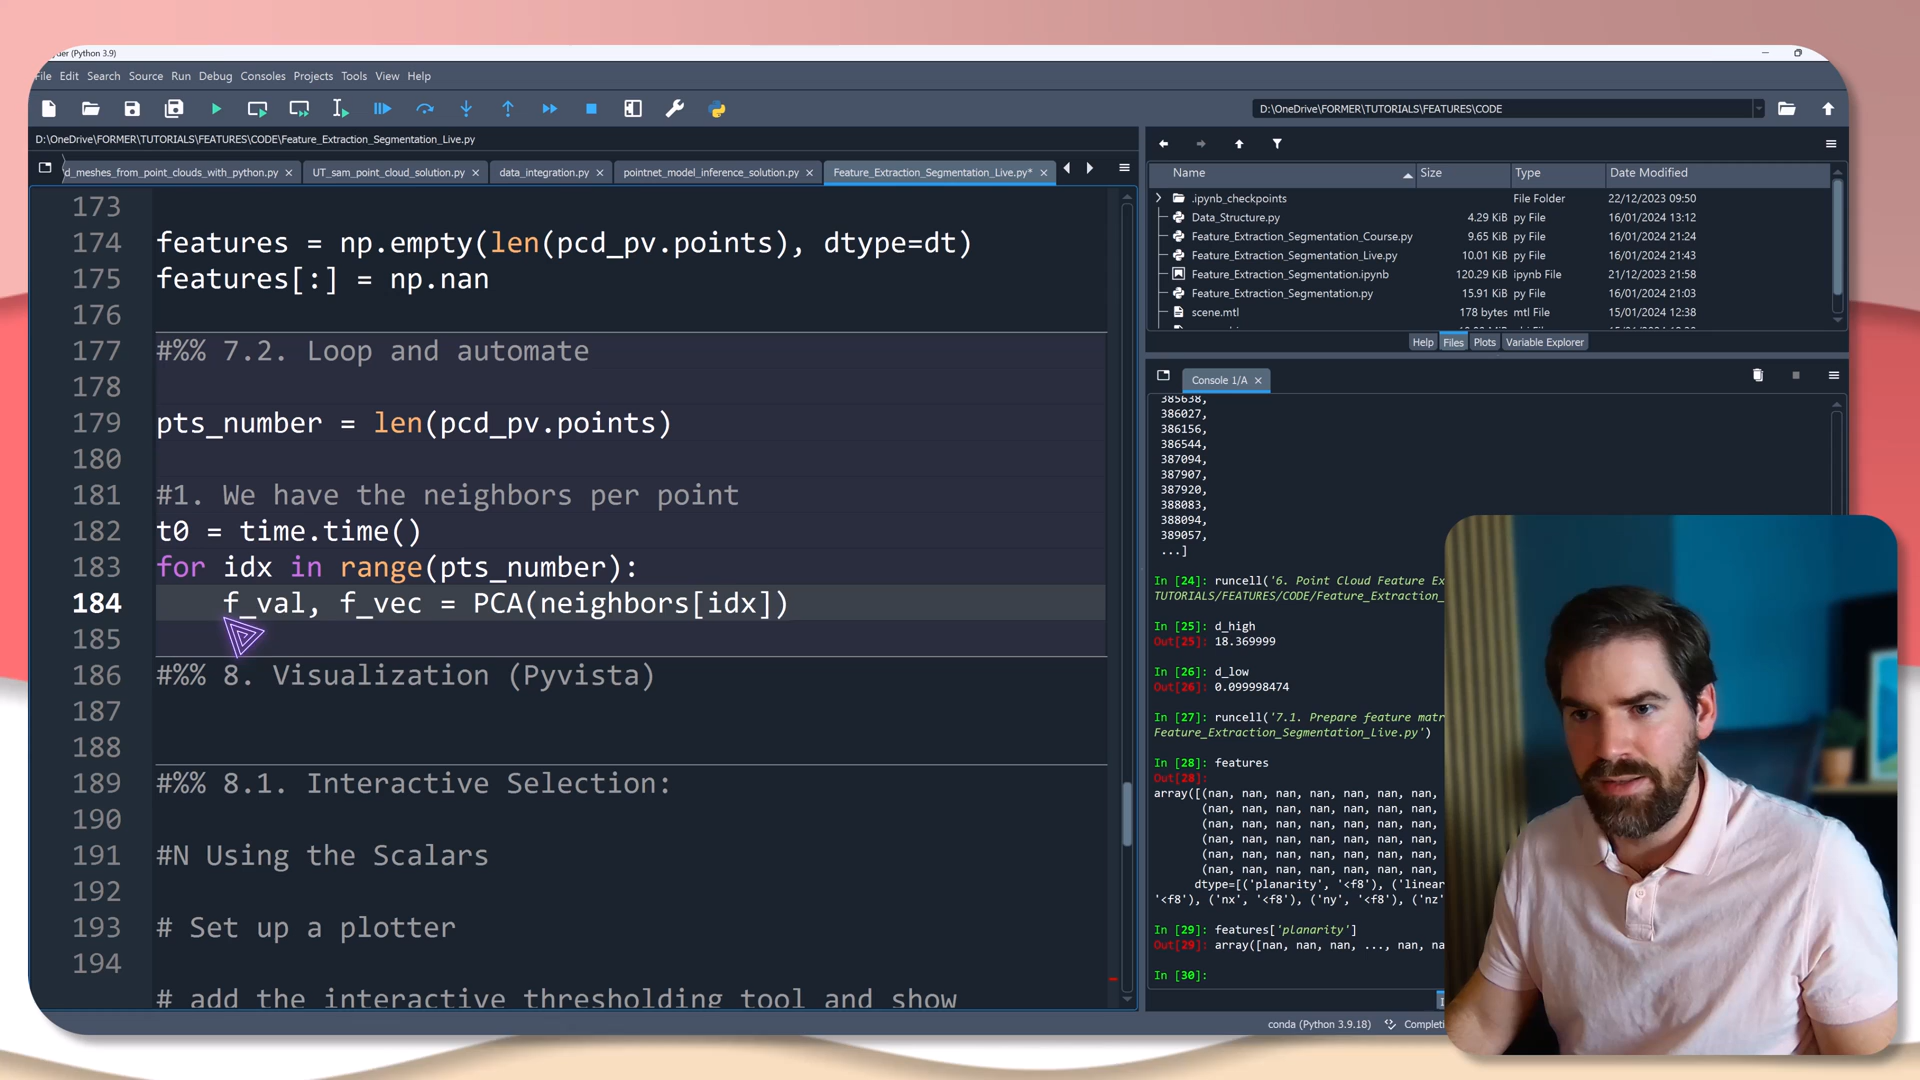 der (Python 3.9)
File Edit Search Source Run Debug Consoles Projects Tools View Help
D:\OneDrive\FORMER\TUTORIALS\FEATURES\CODE
D:\OneDrive\FORMER\TUTORIALS\FEATURES\CODE\Feature_Extraction_Segmentation_Live.py
d_meshes_from_point_clouds_with_python.py UT_sam_point_cloud_solution.py data_integration.py pointnet_model_inference_solution.py Feature_Extraction_Segmentation_Live.py*
173
174 features = np.empty(len(pcd_pv.points), dtype=dt)
175 features[:] = np.nan
176
177 #%% 7.2. Loop and automate
178
179 pts_number = len(pcd_pv.points)
180
181 #1. We have the neighbors per point
182 t0 = time.time()
183 for idx in range(pts_number):
184 f_val, f_vec = PCA(neighbors[idx])
185
186 #%% 8. Visualization (Pyvista)
187
188
189 #%% 8.1. Interactive Selection:
190
191 #N Using the Scalars
192
193 # Set up a plotter
194
# add the interactive thresholding tool and show
Name Size Type Date Modified
.ipynb_checkpoints File Folder 22/12/2023 09:50
Data_Structure.py 4.29 KiB py File 16/01/2024 13:12
Feature_Extraction_Segmentation_Course.py 9.65 KiB py File 16/01/2024 21:24
Feature_Extraction_Segmentation_Live.py 10.01 KiB py File 16/01/2024 21:43
Feature_Extraction_Segmentation.ipynb 120.29 KiB ipynb File 21/12/2023 21:58
Feature_Extraction_Segmentation.py 15.91 KiB py File 16/01/2024 21:03
scene.mtl 178 bytes mtl File 15/01/2024 12:38
Help Files Plots Variable Explorer
Console 1/A
385638,
386027,
386156,
386544,
387094,
387907,
387920,
388083,
388094,
389057,
...]
In [24]: runcell('6. Point Cloud Feature Ex
TUTORIALS/FEATURES/CODE/Feature_Extraction_
In [25]: d_high
Out[25]: 18.369999
In [26]: d_low
Out[26]: 0.099998474
In [27]: runcell('7.1. Prepare feature matr
Feature_Extraction_Segmentation_Live.py')
In [28]: features
Out[28]:
array([(nan, nan, nan, nan, nan, nan,
(nan, nan, nan, nan, nan, nan,
(nan, nan, nan, nan, nan, nan,
(nan, nan, nan, nan, nan, nan,
(nan, nan, nan, nan, nan, nan,
(nan, nan, nan, nan, nan, nan,
dtype=[('planarity', '<f8'), ('linear
'<f8'), ('nx', '<f8'), ('ny', '<f8'), ('nz'
In [29]: features['planarity']
Out[29]: array([nan, nan, nan, ..., nan, na
In [30]:
conda (Python 3.9.18) Completi